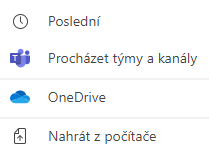 Poslední
Procházet týmy a kanály
OneDrive
Nahrát z počítače